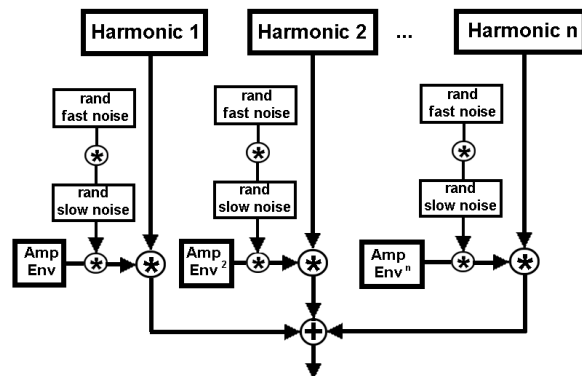 Harmonic 1
Harmonic 2
...
Harmonic n
rand
fast noise
rand
fast noise
rand
fast noise
*
*
*
rand
slow noise
rand
slow noise
rand
slow noise
Amp
Env
*
*
Amp
Env 2
*
*
Amp
Env n
*
*
+